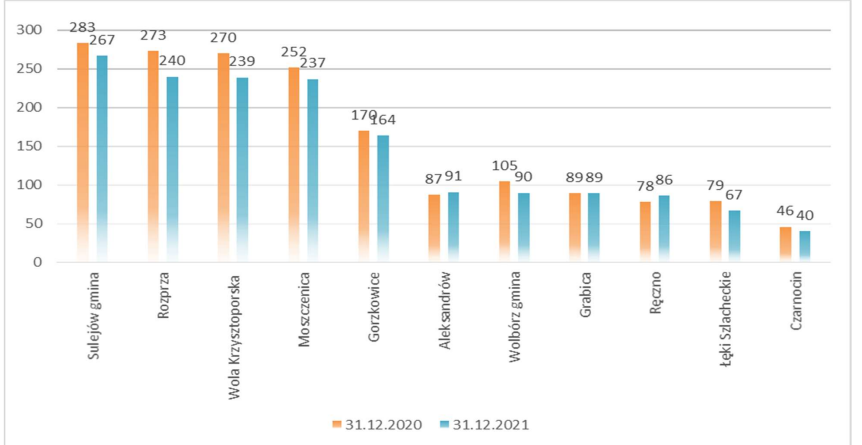 300
250
200
150
100
50
0
283
267
273
240
270
239
252
237
170
164
87
91
105
90
89
89
78
86
79
67
46
40
Sulejów gmina
Rozprza
Wola Krzysztoporska
Moszczenica
Gorzkowice
Aleksandrów
Wolbórz gmina
Grabica
Ręczno
Łęki Szlacheckie
Czarnocin
31.12.2020 31.12.2021